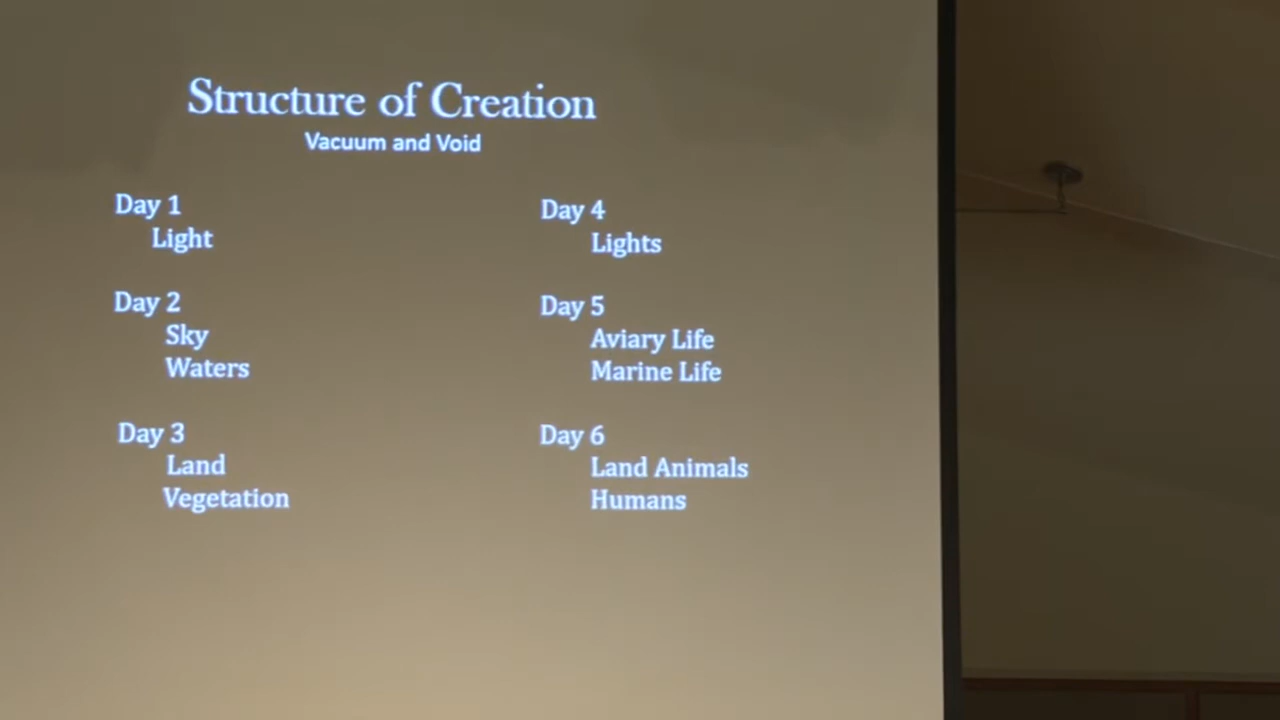 Structure of Creation
Vacuum and Void
Day 1
Light
Day 2
Sky
Waters
Day 3
Land
Vegetation
Day 4
Lights
Day 5
Aviary Life
Marine Life
Day 6
Land Animals
Humans